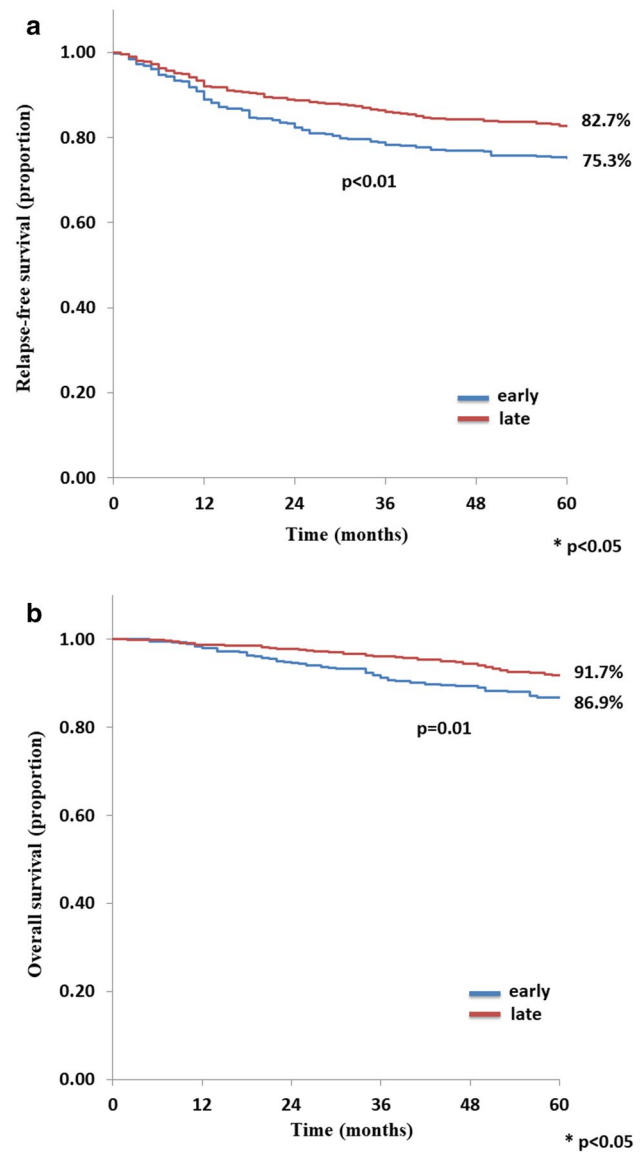 a
Relapse-free survival (proportion)
1.00
0.80
0.60
0.40
0.20
0.00
82.7%
75.3%
p<0.01
early
late
0 12 24 36 48 60
Time (months)
* p<0.05
b
Overall survival (proportion)
1.00
0.80
0.60
0.40
0.20
0.00
91.7%
86.9%
p=0.01
early
late
0 12 24 36 48 60
Time (months)
* p<0.05